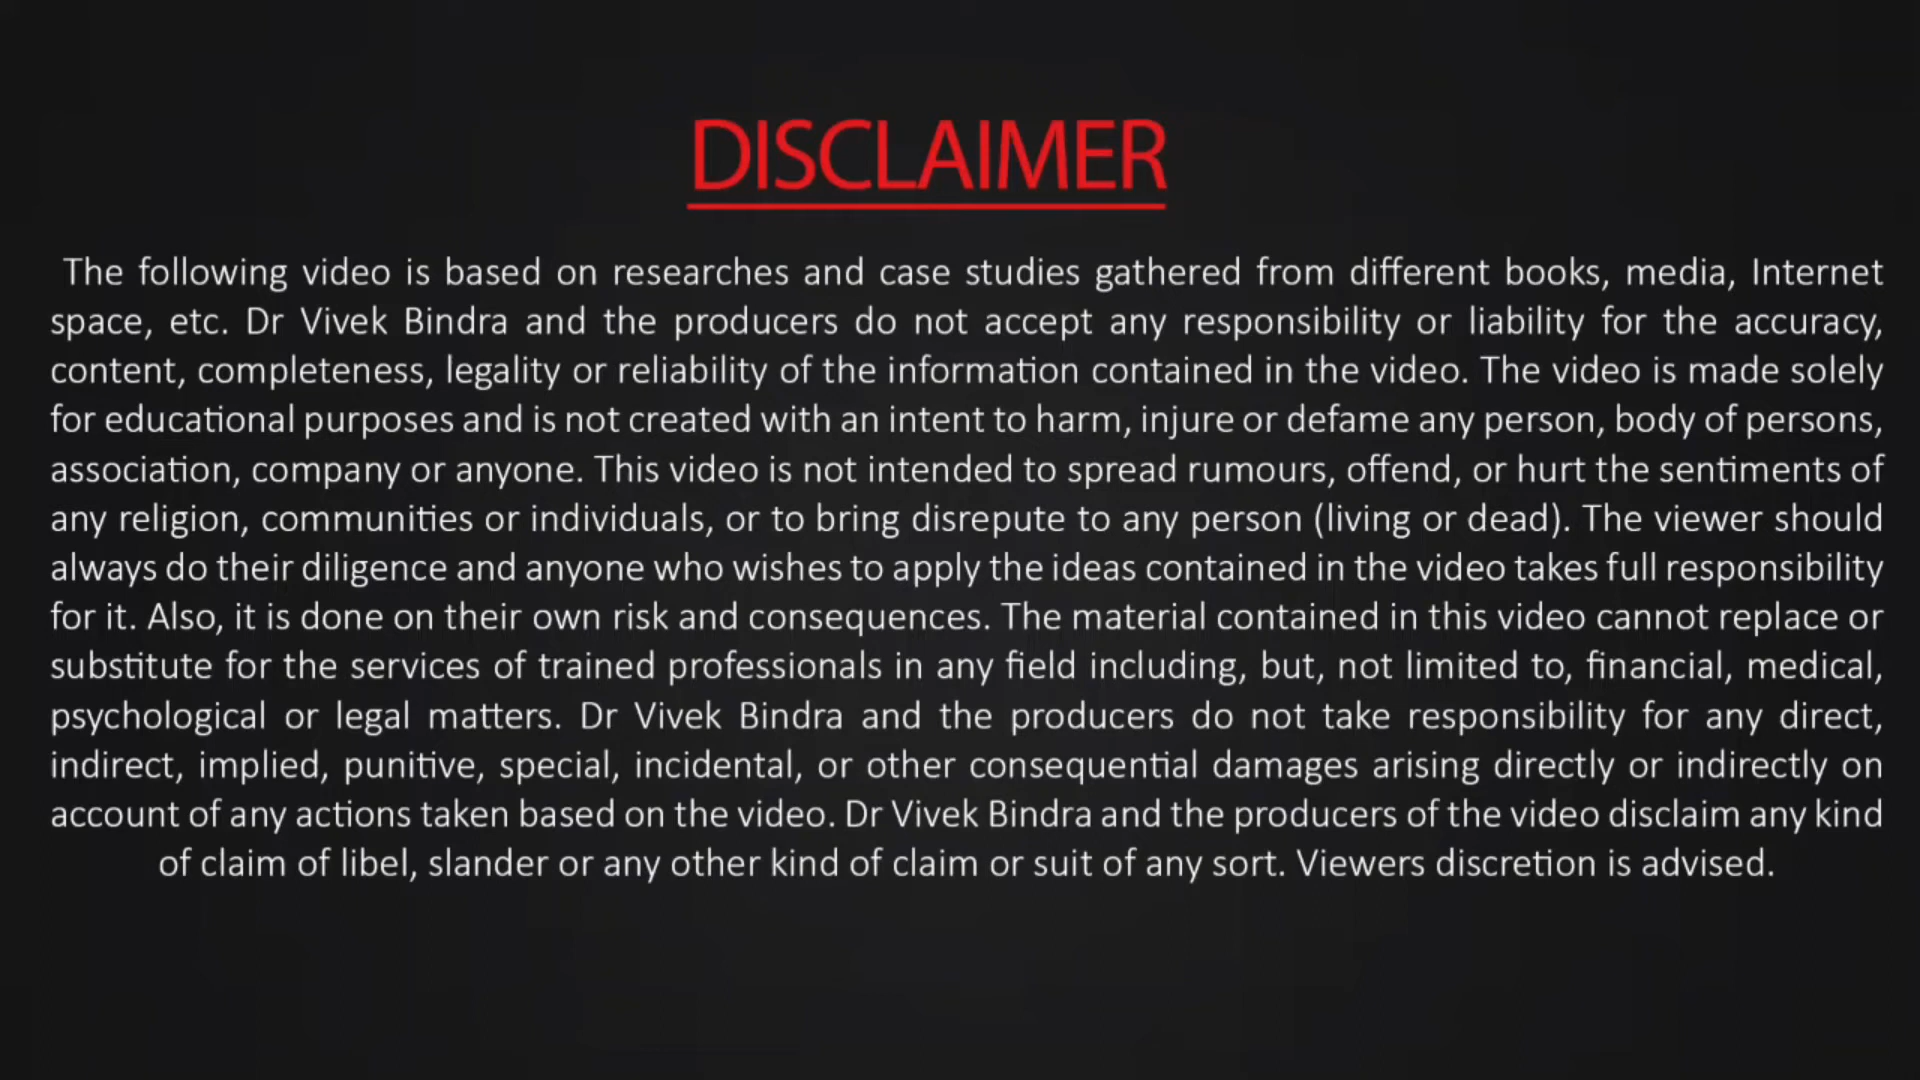 DISCLAIMER
The following video is based on researches and case studies gathered from different books, media, Internet
space, etc. Dr Vivek Bindra and the producers do not accept any responsibility or liability for the accuracy,
content, completeness, legality or reliability of the information contained in the video. The video is made solely
for educational purposes and is not created with an intent to harm, injure or defame any person, body of persons,
association, company or anyone. This video is not intended to spread rumours, offend, or hurt the sentiments of
any religion, communities or individuals, or to bring disrepute to any person (living or dead). The viewer should
always do their diligence and anyone who wishes to apply the ideas contained in the video takes full responsibility
for it. Also, it is done on their own risk and consequences. The material contained in this video cannot replace or
substitute for the services of trained professionals in any field including, but, not limited to, financial, medical,
psychological or legal matters. Dr Vivek Bindra and the producers do not take responsibility for any direct,
indirect, implied, punitive, special, incidental, or other consequential damages arising directly or indirectly on
account of any actions taken based on the video. Dr Vivek Bindra and the producers of the video disclaim any kind
of claim of libel, slander or any other kind of claim or suit of any sort. Viewers discretion is advised.